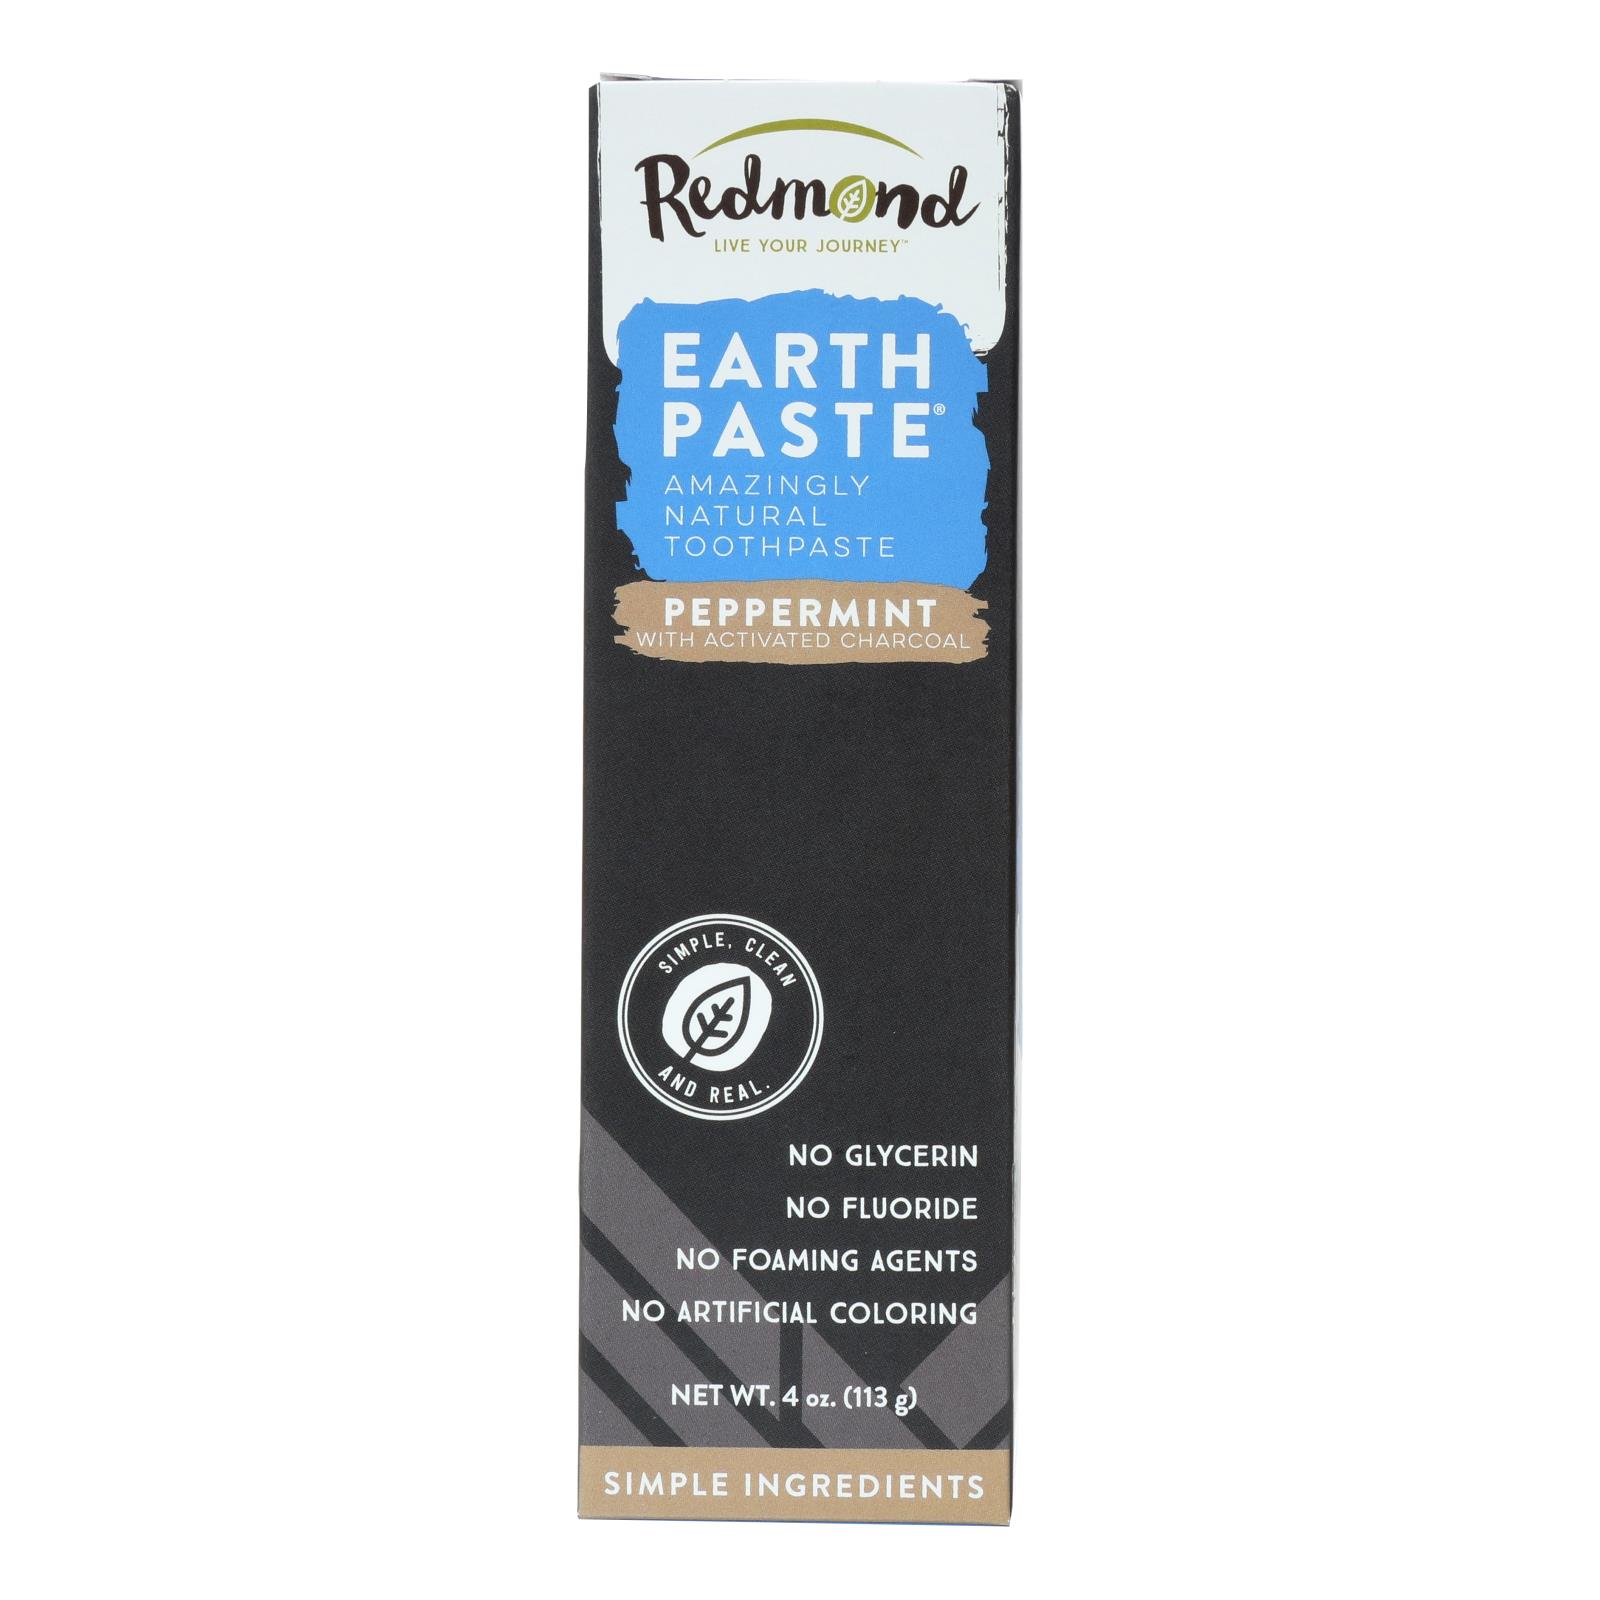 Redmond
LIVE YOUR JOURNEY™
EARTH
PASTE®
AMAZINGLY
NATURAL
TOOTHPASTE
PEPPERMINT
WITH ACTIVATED CHARCOAL
SIMPLE, CLEAN
AND REAL.
NO GLYCERIN
NO FLUORIDE
NO FOAMING AGENTS
NO ARTIFICIAL COLORING
NET WT. 4 oz. (113 g)
SIMPLE INGREDIENTS